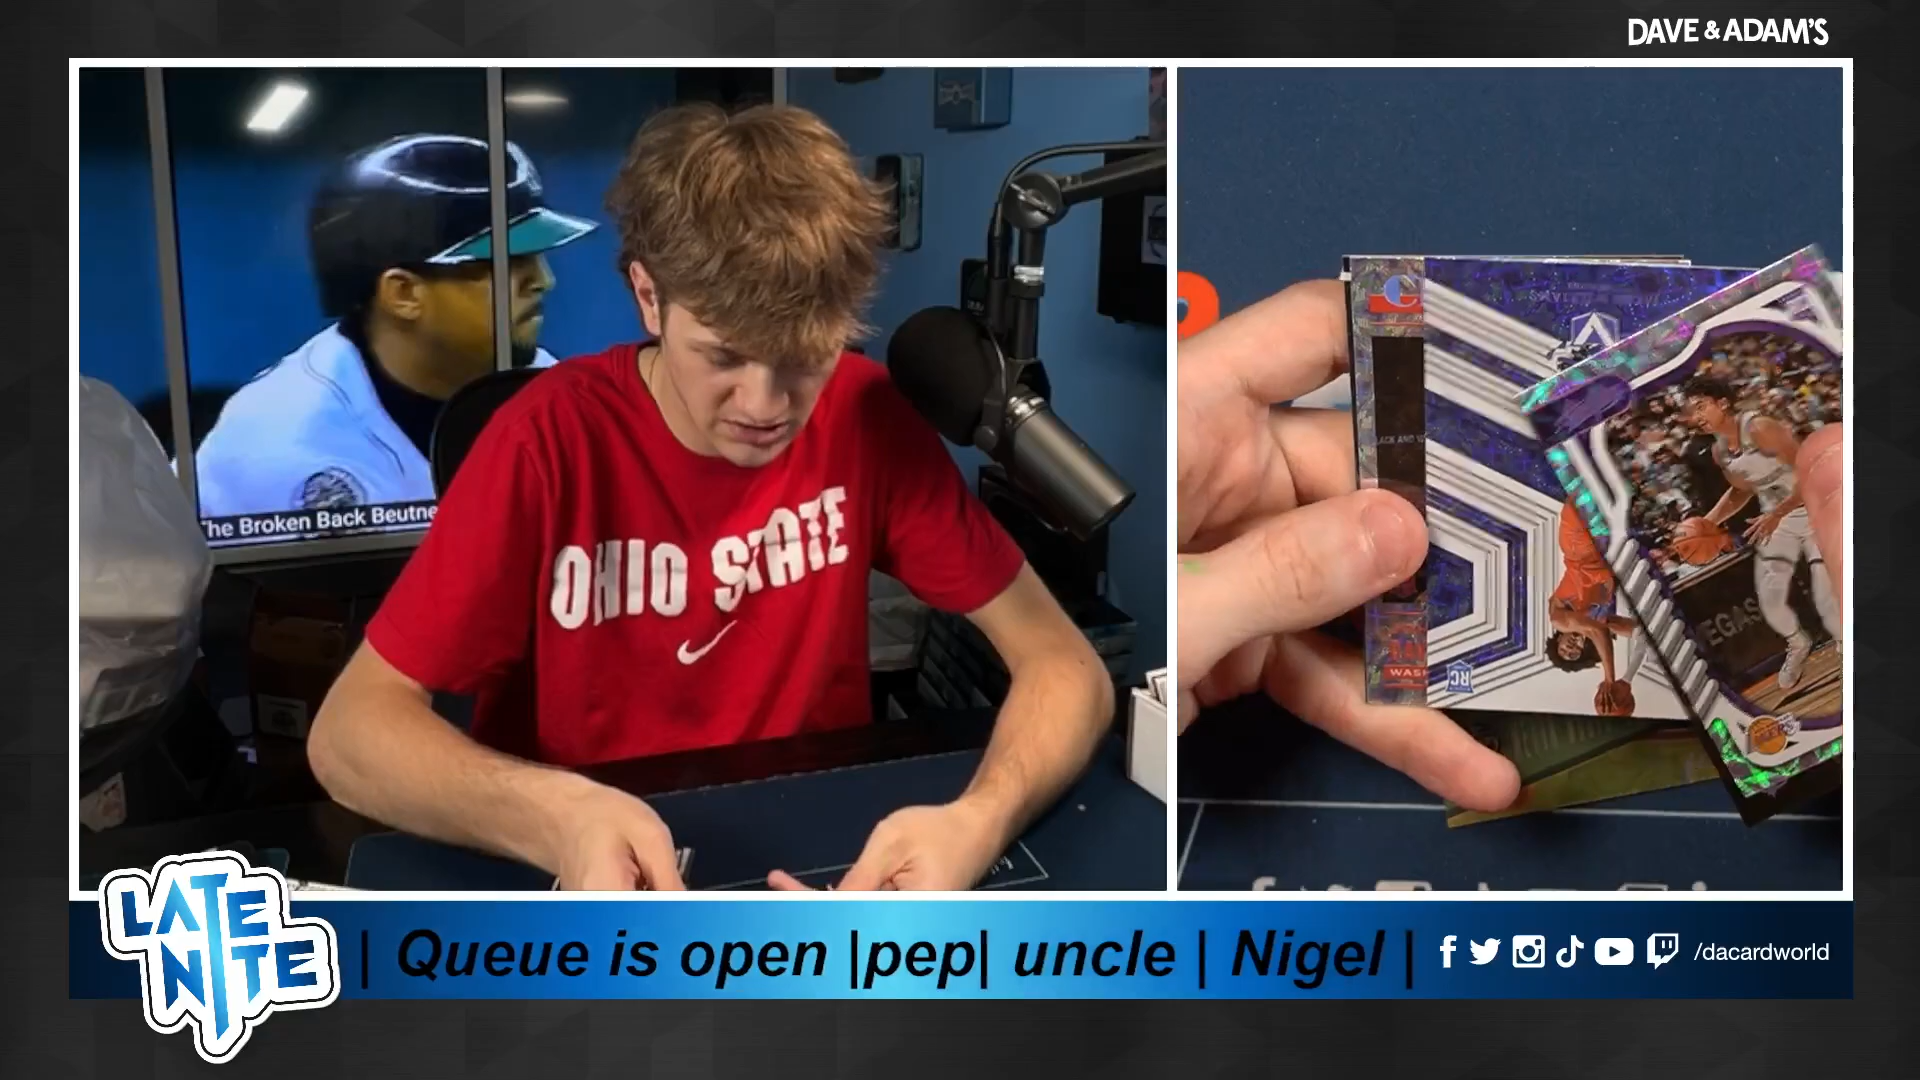 DAVE & ADAM'S
The Broken Back Beutne
OHIO STATE
VEGAS
RC
WASH
LATE NITE
| Queue is open |pep| uncle | Nigel |
/dacardworld